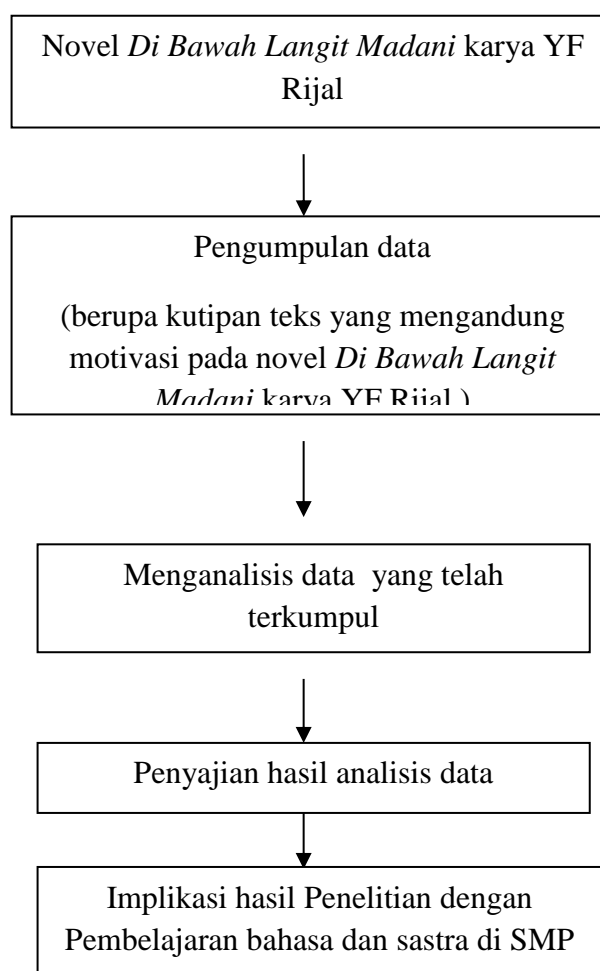 Novel Di Bawah Langit Madani karya YF
Rijal
Pengumpulan data
(berupa kutipan teks yang mengandung
motivasi pada novel Di Bawah Langit
Madani karya YF Rijal )
Menganalisis data yang telah
terkumpul
Penyajian hasil analisis data
Implikasi hasil Penelitian dengan
Pembelajaran bahasa dan sastra di SMP